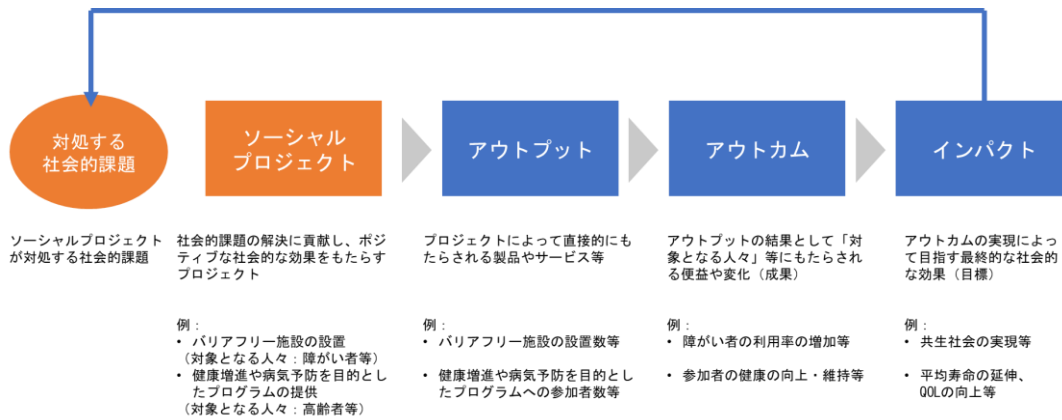 対処する
社会的課題
ソーシャル
プロジェクト
アウトプット
アウトカム
インパクト
ソーシャルプロジェクト
が対処する社会的課題
社会的課題の解決に貢献し、ポジ
ティブな社会的な効果をもたらす
プロジェクト
例：
• バリアフリー施設の設置
（対象となる人々：障がい者等）
• 健康増進や病気予防を目的とし
たプログラムの提供
（対象となる人々：高齢者等）
プロジェクトによって直接的にも
たらされる製品やサービス等
例：
• バリアフリー施設の設置数等
• 健康増進や病気予防を目的とし
たプログラムへの参加者数等
アウトプットの結果として「対
象となる人々」等にもたらされ
る便益や変化（成果）
例：
• 障がい者の利用率の増加等
• 参加者の健康の向上・維持等
アウトカムの実現によっ
て目指す最終的な社会的
な効果（目標）
例：
• 共生社会の実現等
• 平均寿命の延伸、
QOLの向上等